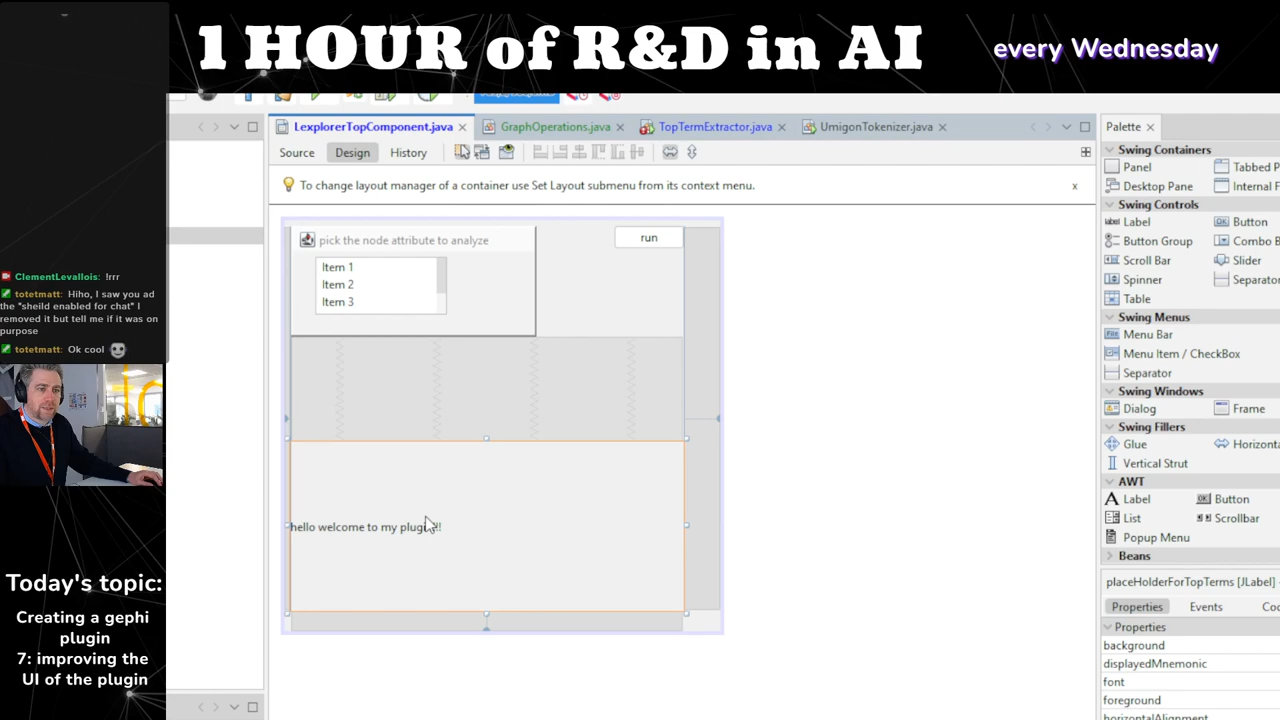 1 HOUR of R&D in AI
every Wednesday
LexplorerTopComponent.java
GraphOperations.java
TopTermExtractor.java
UmigonTokenizer.java
Palette
Source
Design
History
Swing Containers
Panel
Tabbed P
Desktop Pane
Internal F
To change layout manager of a container use Set Layout submenu from its context menu.
x
Swing Controls
Label
Button
Button Group
Combo B
Scroll Bar
Slider
Spinner
Separator
Table
Swing Menus
Menu Bar
Menu Item / CheckBox
Separator
Swing Windows
Dialog
Frame
Swing Fillers
Glue
Horizonta
Vertical Strut
AWT
Label
Button
List
Scrollbar
Popup Menu
Beans
placeHolderForTopTerms [JLabel]
Properties
Events
Coc
Properties
background
displayedMnemonic
font
foreground
horizontalAlignment
pick the node attribute to analyze
run
Item 1
Item 2
Item 3
hello welcome to my plugin!!!
ClementLevallois: !rrr
totetmatt: Hiho, I saw you ad
the "sheild enabled for chat" I
removed it but tell me if it was on
purpose
totetmatt: Ok cool
Today's topic:
Creating a gephi
plugin
7: improving the
UI of the plugin